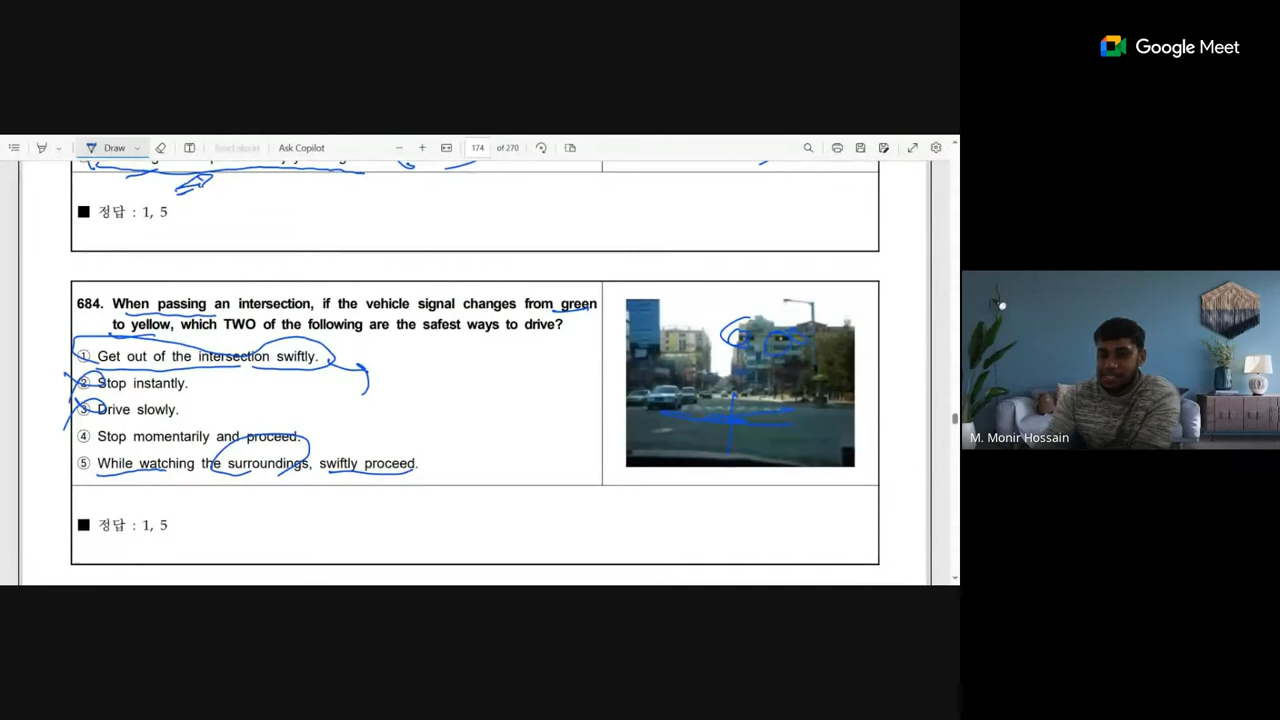 Google Meet
Draw
Read aloud
Ask Copilot
174 of 270
■ 정답 : 1, 5
684. When passing an intersection, if the vehicle signal changes from green
to yellow, which TWO of the following are the safest ways to drive?
① Get out of the intersection swiftly.
② Stop instantly.
③ Drive slowly.
④ Stop momentarily and proceed.
⑤ While watching the surroundings, swiftly proceed.
■ 정답 : 1, 5
M. Monir Hossain